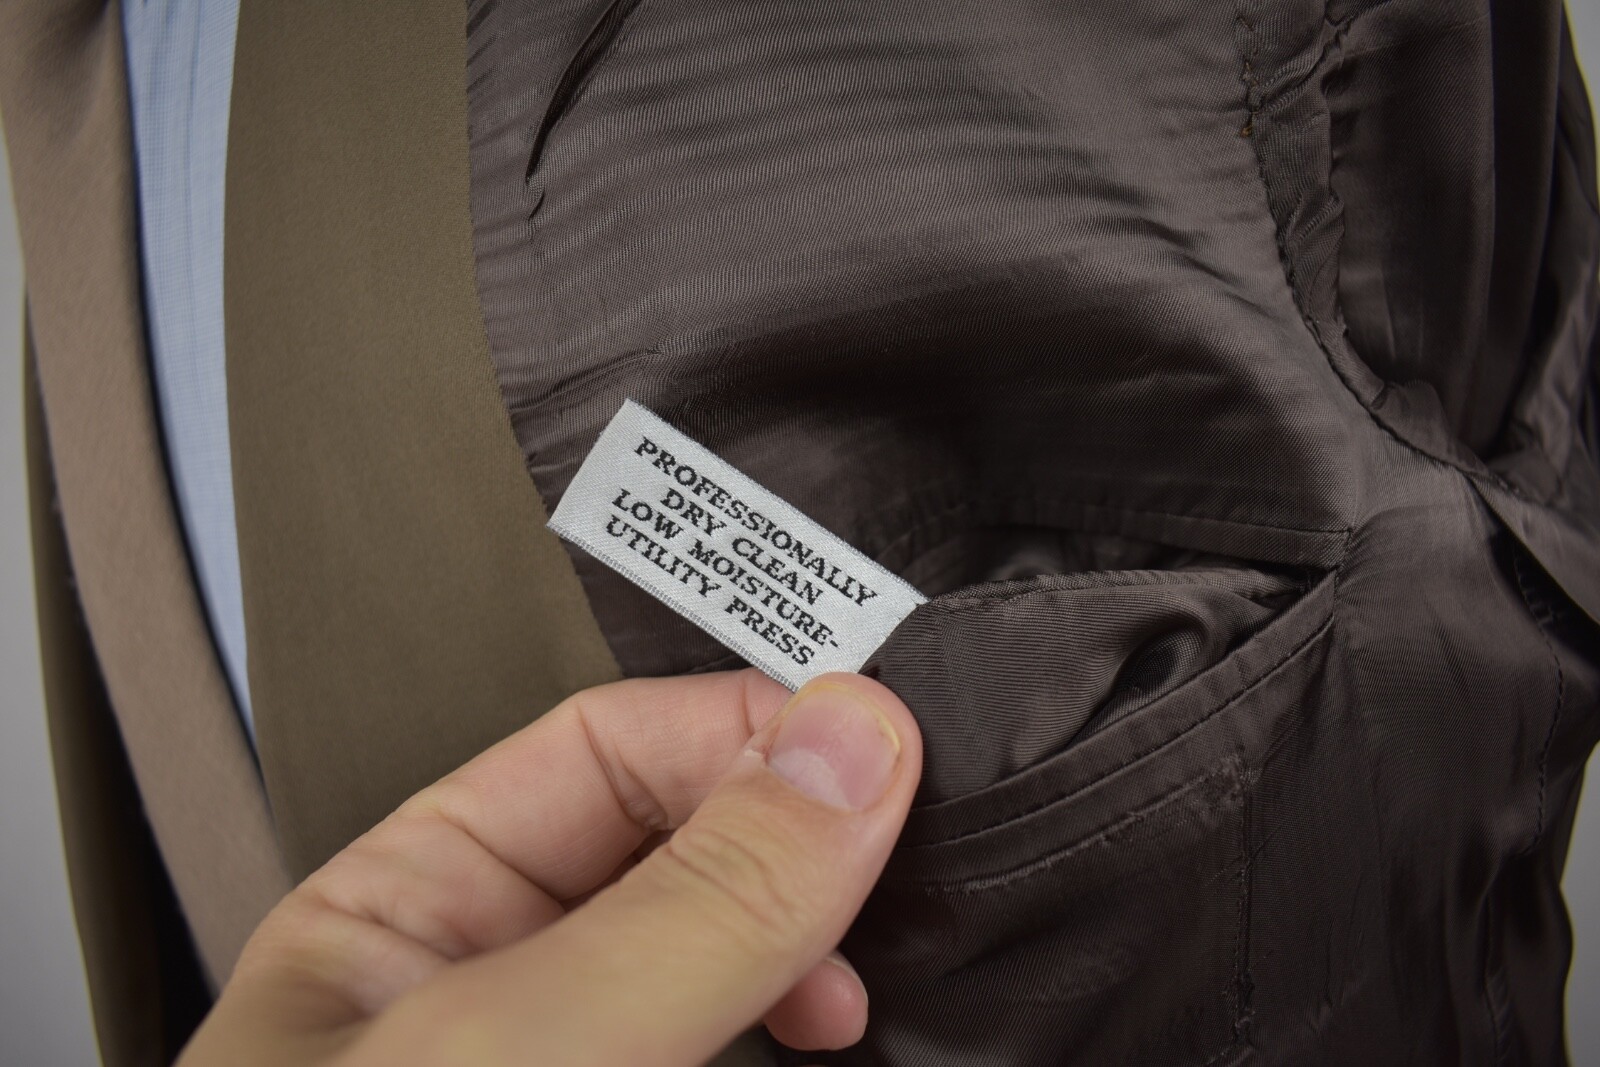 PROFESSIONALLY
DRY CLEAN
LOW MOISTURE-
UTILITY PRESS